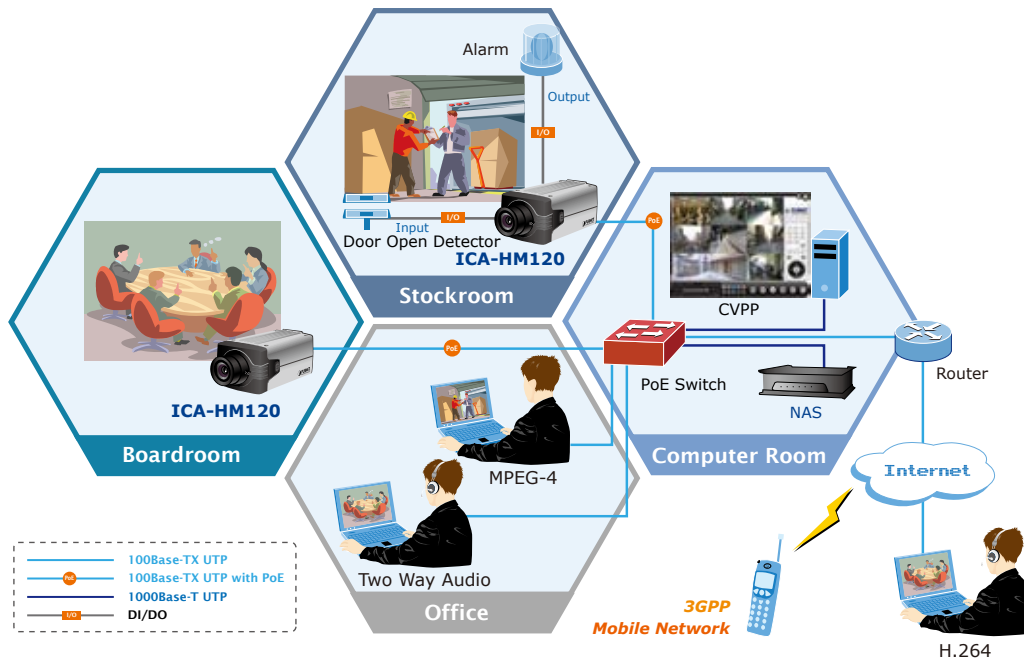 Alarm
Output
I/O
I/O
Input
Door Open Detector
ICA-HM120
Stockroom
PoE
CVPP
PoE Switch
NAS
Router
Computer Room
ICA-HM120
Boardroom
PoE
MPEG-4
Two Way Audio
Office
Internet
3GPP
Mobile Network
H.264
100Base-TX UTP
PoE
100Base-TX UTP with PoE
1000Base-T UTP
I/O
DI/DO